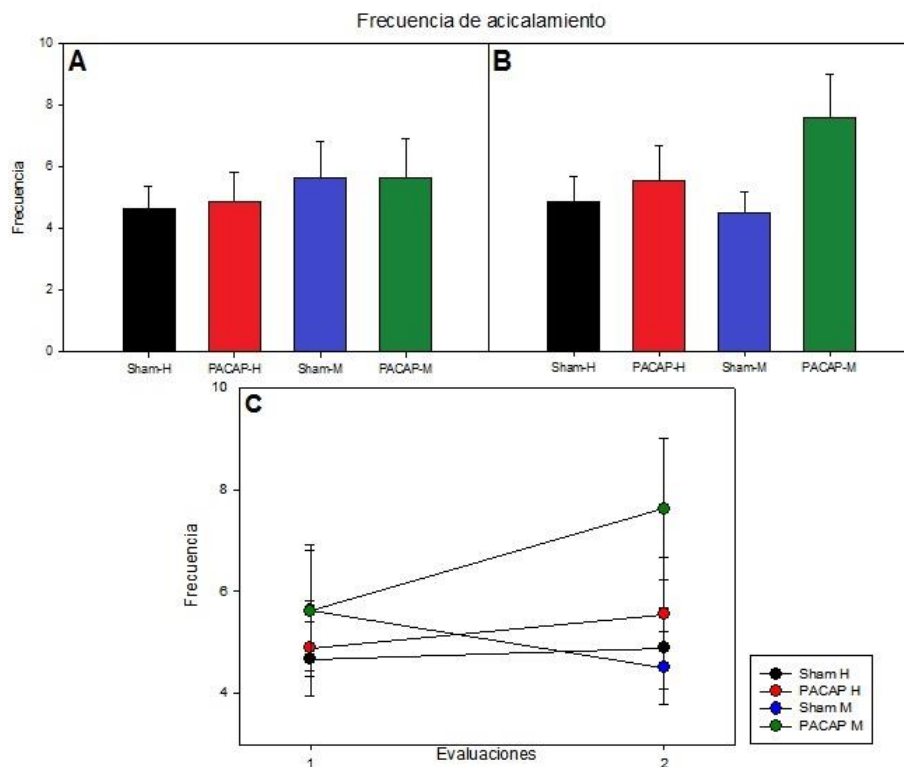 Frecuencia de acicalamiento
A
B
10
8
6
4
2
0
Frecuencia
Sham-H PACAP-H Sham-M PACAP-M
Sham-H PACAP-H Sham-M PACAP-M
C
10
8
6
4
Frecuencia
1 Evaluaciones 2
Sham H
PACAP H
Sham M
PACAP M